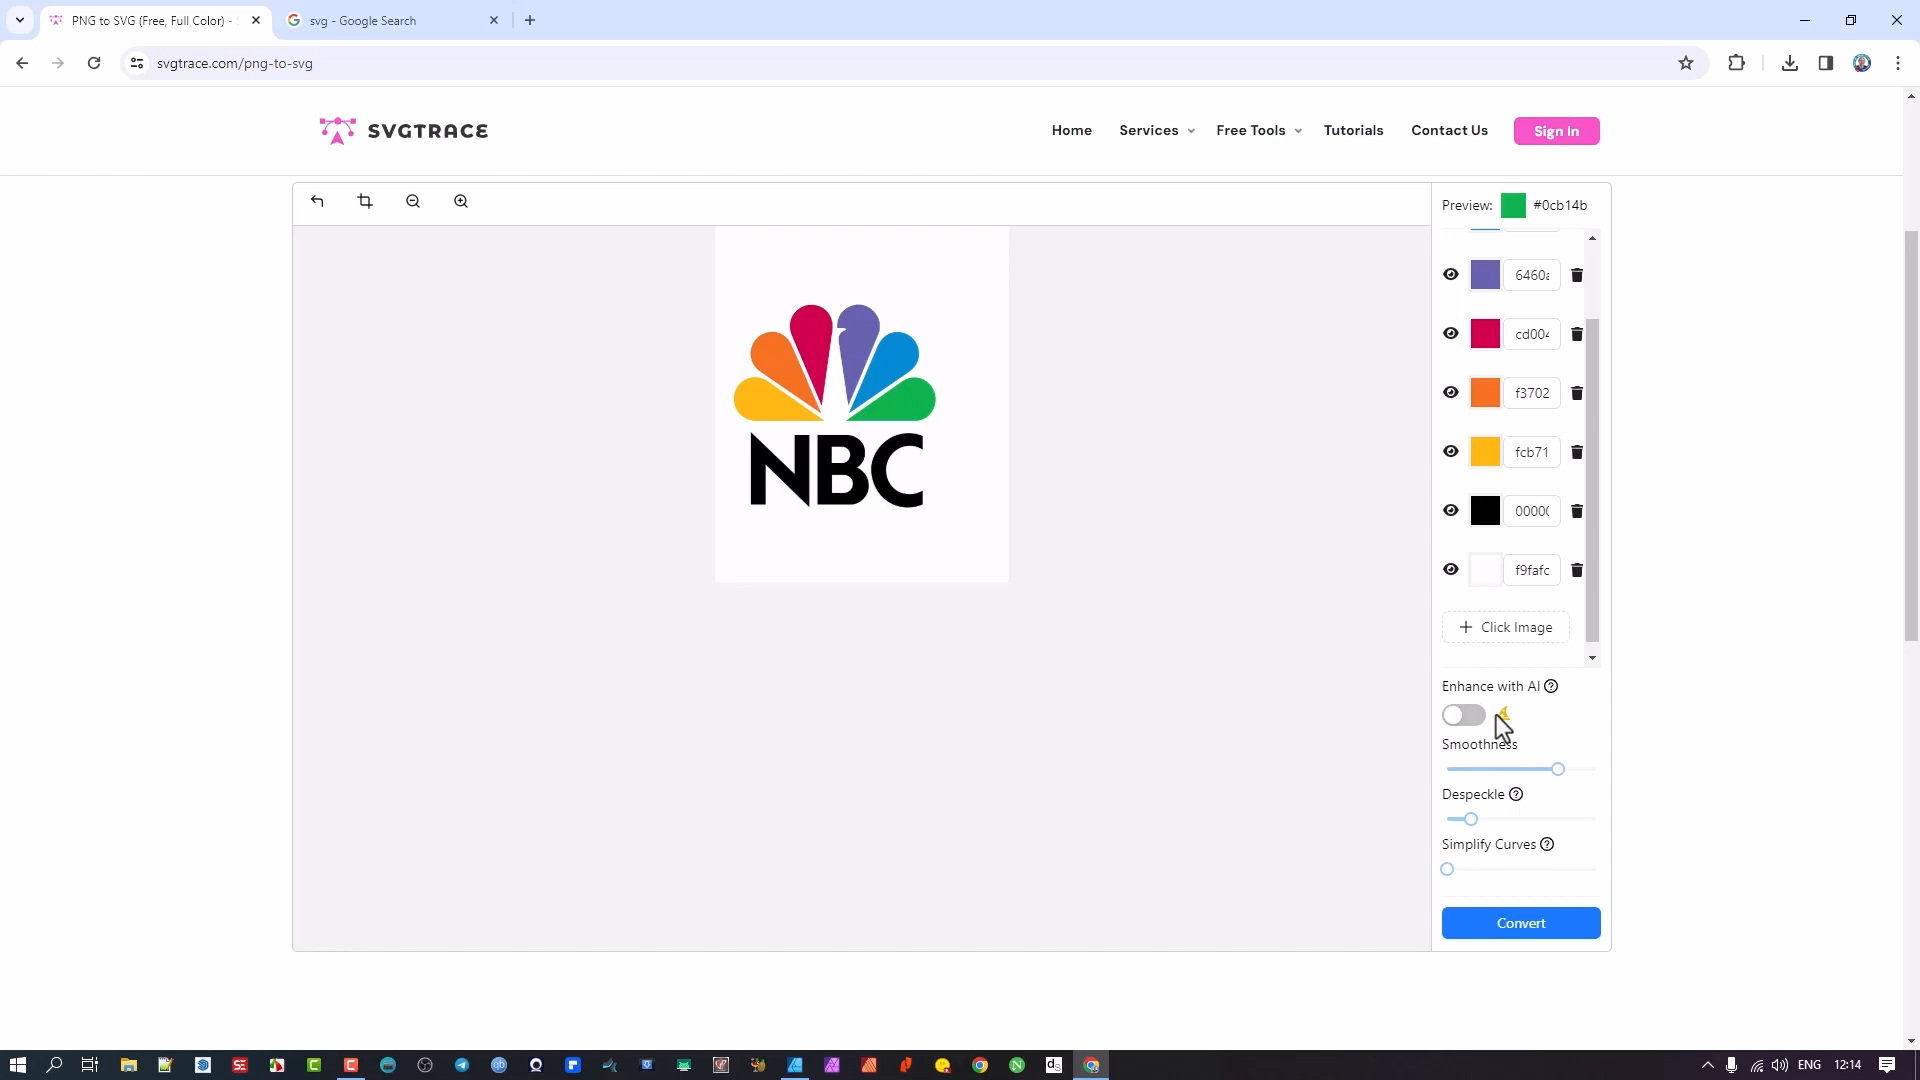 PNG to SVG (Free, Full Color) -
svg - Google Search
svgtrace.com/png-to-svg
SVGTRACE
Home
Services
Free Tools
Tutorials
Contact Us
Sign In
Preview:
#0cb14b
6460
cd004
f3702
fcb71
0000
f9fafc
NBC
Click Image
Enhance with AI
Smoothness
Despeckle
Simplify Curves
Convert
ENG
12:14